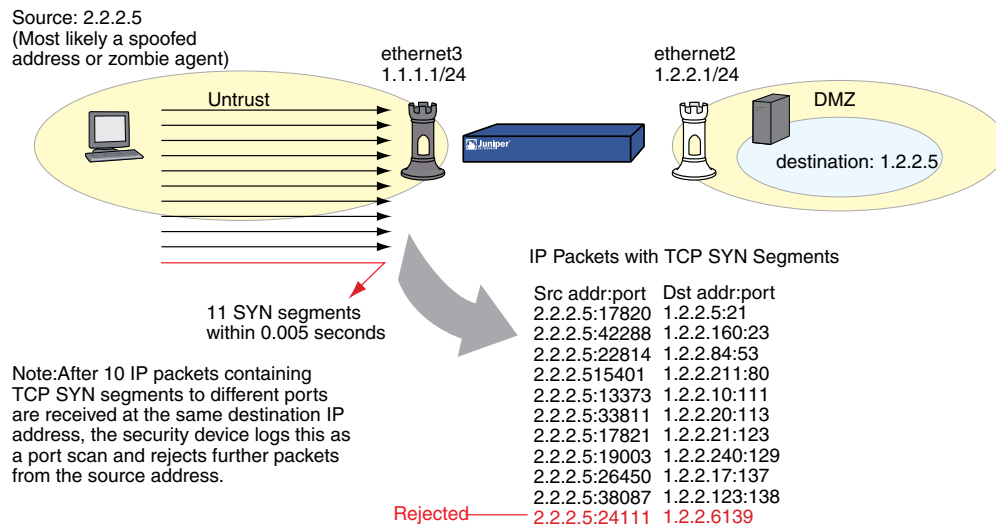 Source: 2.2.2.5
(Most likely a spoofed
address or zombie agent)
ethernet3
1.1.1.1/24
ethernet2
1.2.2.1/24
Untrust
DMZ
Juniper
destination: 1.2.2.5
11 SYN segments
within 0.005 seconds
Note:After 10 IP packets containing
TCP SYN segments to different ports
are received at the same destination IP
address, the security device logs this as
a port scan and rejects further packets
from the source address.
IP Packets with TCP SYN Segments
Src addr:port Dst addr:port
2.2.2.5:17820 1.2.2.5:21
2.2.2.5:42288 1.2.2.160:23
2.2.2.5:22814 1.2.2.84:53
2.2.2.515401 1.2.2.211:80
2.2.2.5:13373 1.2.2.10:111
2.2.2.5:33811 1.2.2.20:113
2.2.2.5:17821 1.2.2.21:123
2.2.2.5:19003 1.2.2.240:129
2.2.2.5:26450 1.2.2.17:137
2.2.2.5:38087 1.2.2.123:138
Rejected 2.2.2.5:24111 1.2.2.6139